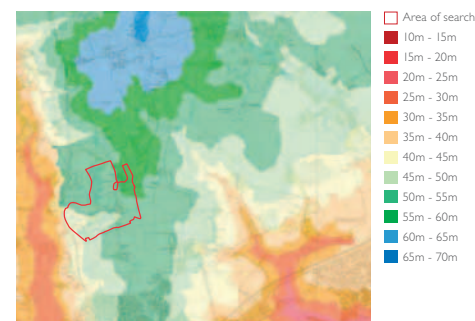 Area of search
10m - 15m
15m - 20m
20m - 25m
25m - 30m
30m - 35m
35m - 40m
40m - 45m
45m - 50m
50m - 55m
55m - 60m
60m - 65m
65m - 70m